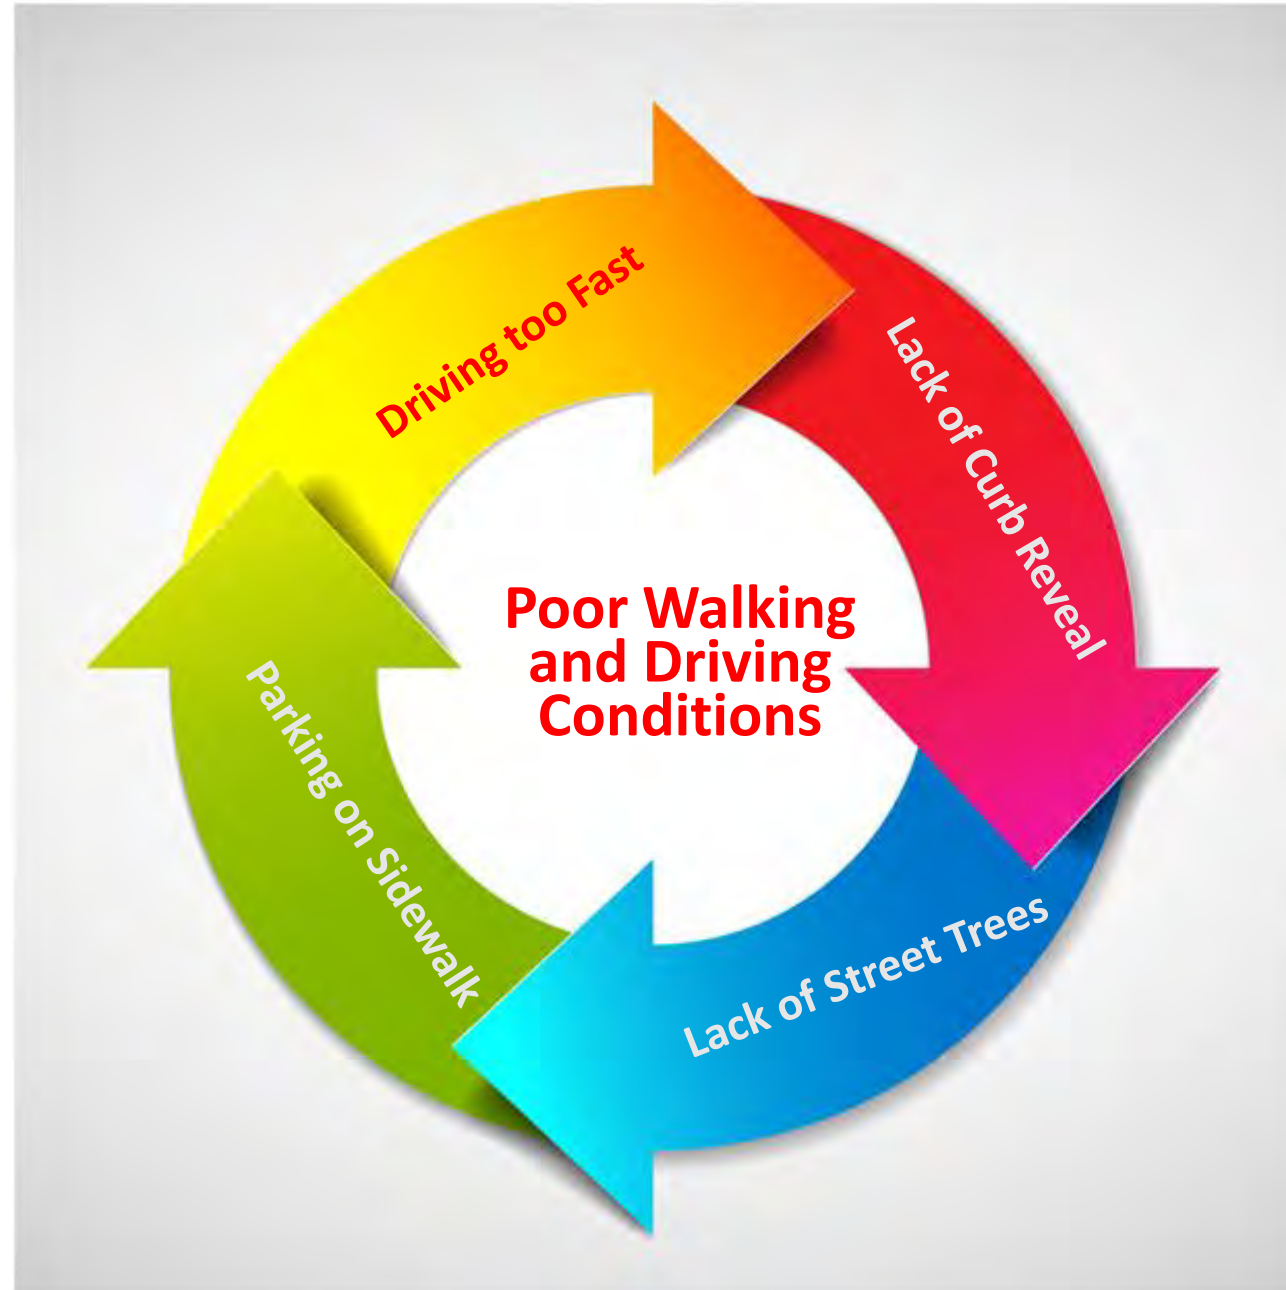 Driving too Fast
Lack of Curb Reveal
Poor Walking
and Driving
Conditions
Parking on Sidewalk
Lack of Street Trees